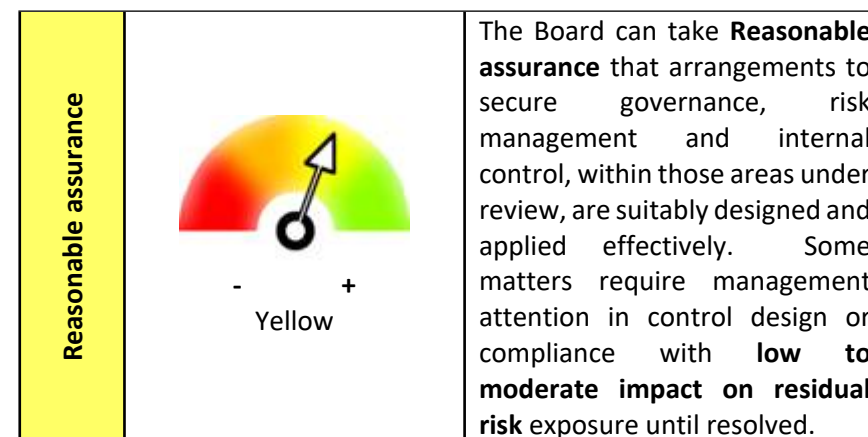 Reasonable assurance
- +
Yellow
The Board can take Reasonable
assurance that arrangements to
secure governance, risk
management and internal
control, within those areas under
review, are suitably designed and
applied effectively. Some
matters require management
attention in control design or
compliance with low to
moderate impact on residual
risk exposure until resolved.